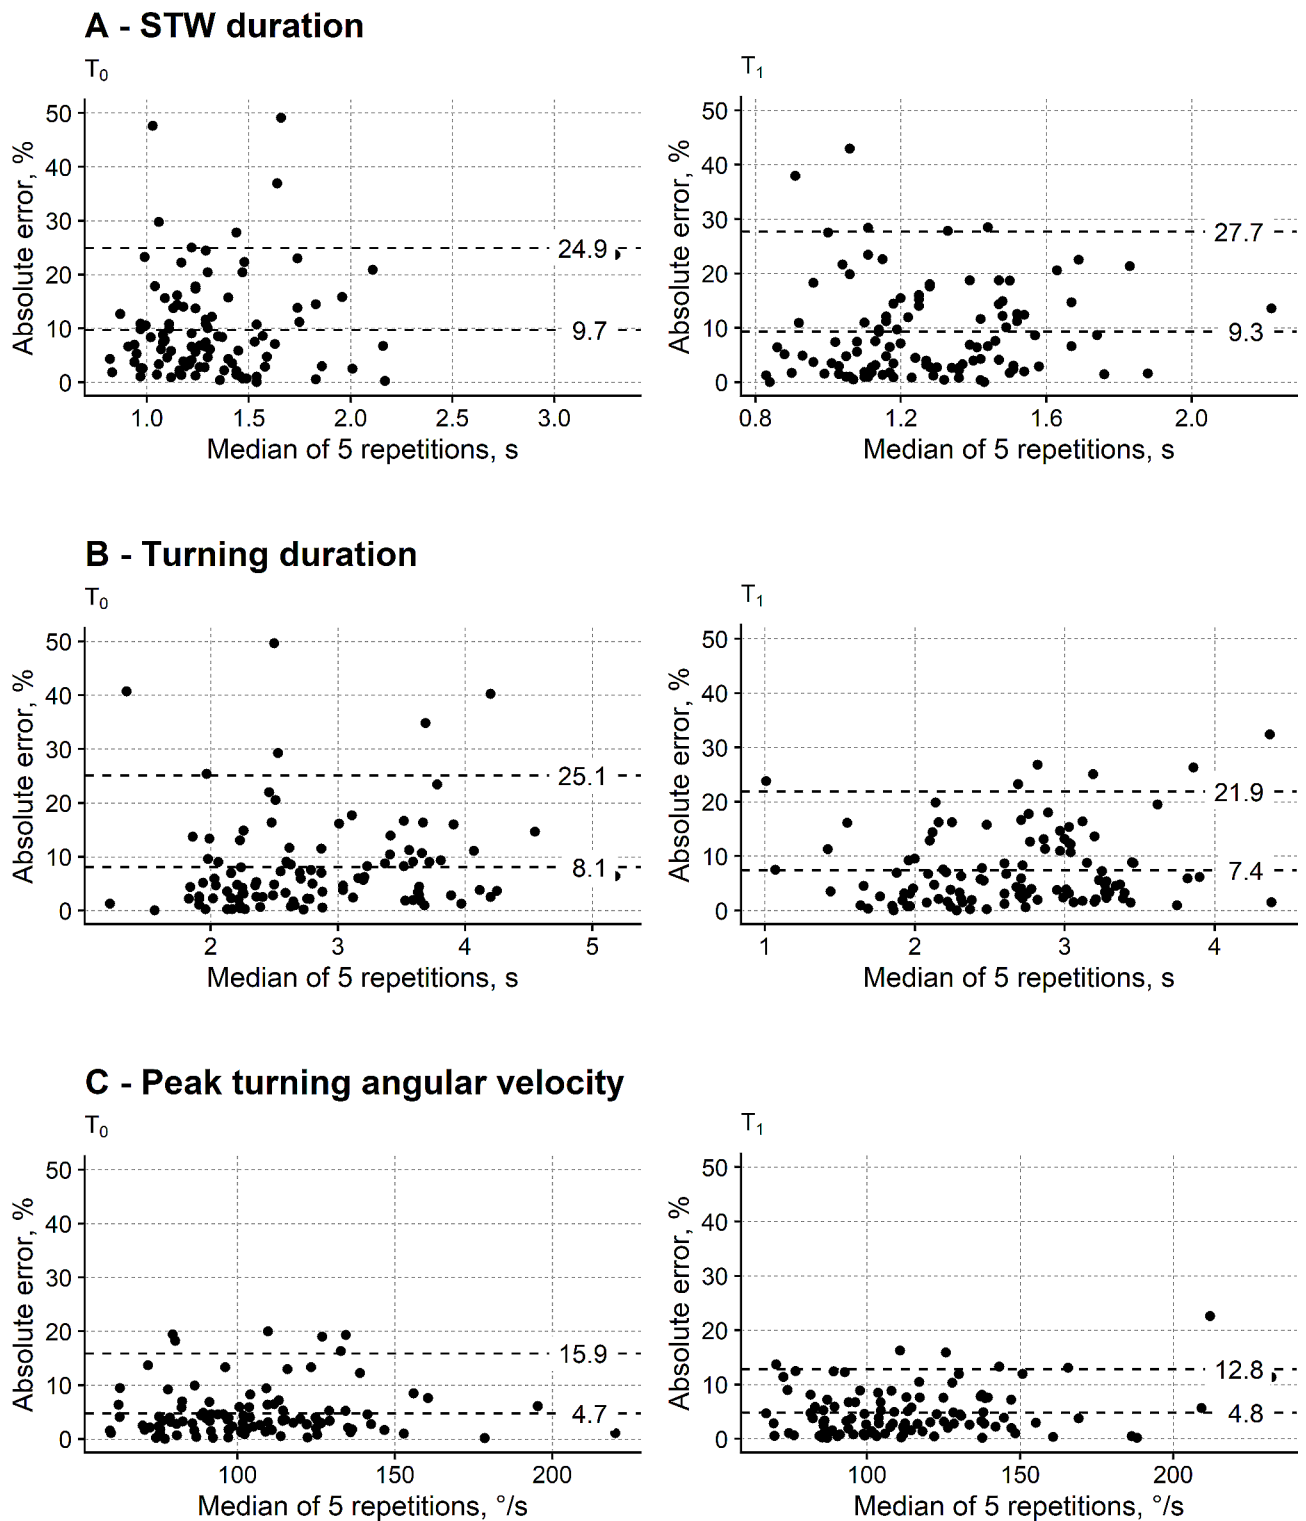 A - STW duration
T0
T1
Absolute error, %
50
40
30
20
10
0
24.9
9.7
1.0 1.5 2.0 2.5 3.0
Median of 5 repetitions, s
Absolute error, %
50
40
30
20
10
0
27.7
9.3
0.8 1.2 1.6 2.0
Median of 5 repetitions, s
B - Turning duration
T0
T1
Absolute error, %
50
40
30
20
10
0
25.1
8.1
2 3 4 5
Median of 5 repetitions, s
Absolute error, %
50
40
30
20
10
0
21.9
7.4
1 2 3 4
Median of 5 repetitions, s
C - Peak turning angular velocity
T0
T1
Absolute error, %
50
40
30
20
10
0
15.9
4.7
100 150 200
Median of 5 repetitions, °/s
Absolute error, %
50
40
30
20
10
0
12.8
4.8
100 150 200
Median of 5 repetitions, °/s